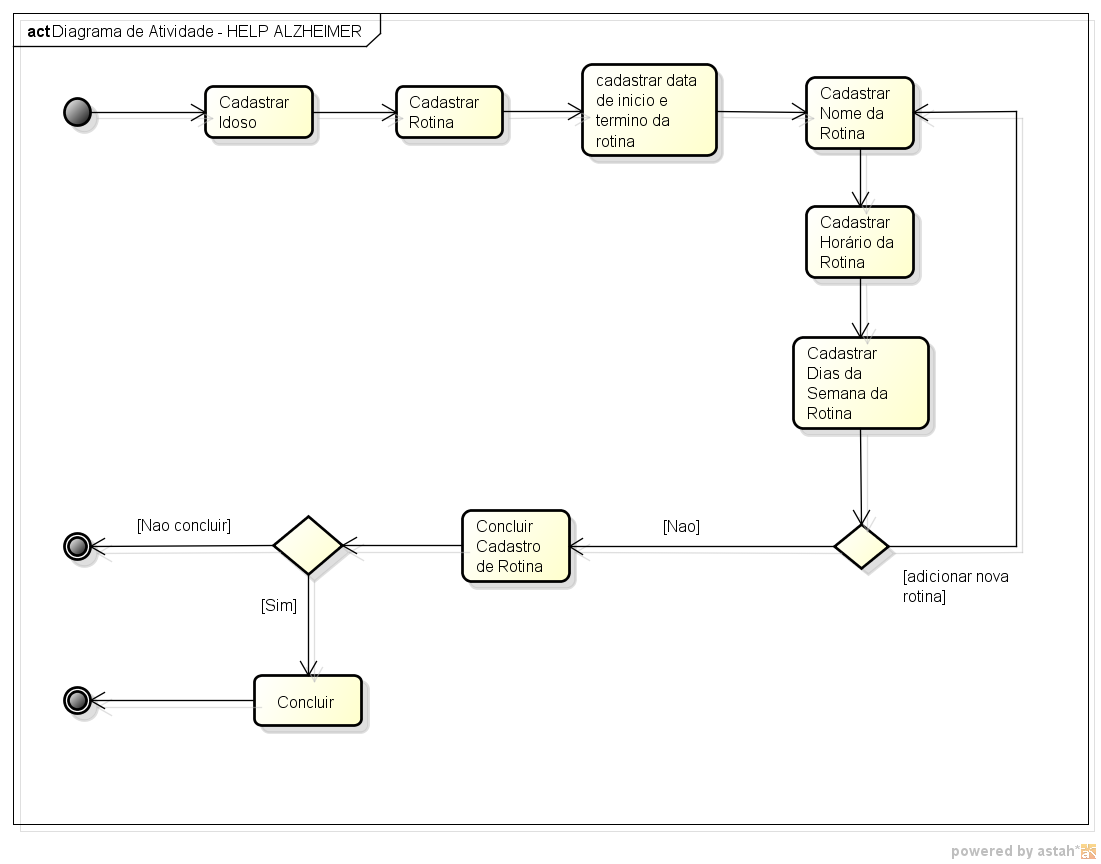 act Diagrama de Atividade - HELP ALZHEIMER
Cadastrar
Idoso
Cadastrar
Rotina
cadastrar data
de inicio e
termino da
rotina
Cadastrar
Nome da
Rotina
Cadastrar
Horário da
Rotina
Cadastrar
Dias da
Semana da
Rotina
[adicionar nova
rotina]
[Nao]
Concluir
Cadastro
de Rotina
[Nao concluir]
[Sim]
Concluir
powered by astah*